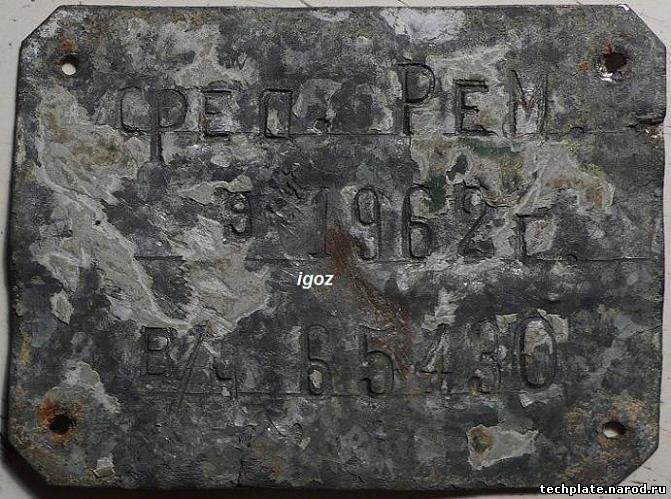 сред. Рем.
9 1962 г.
igoz
В/ч 65430
techplate.narod.ru